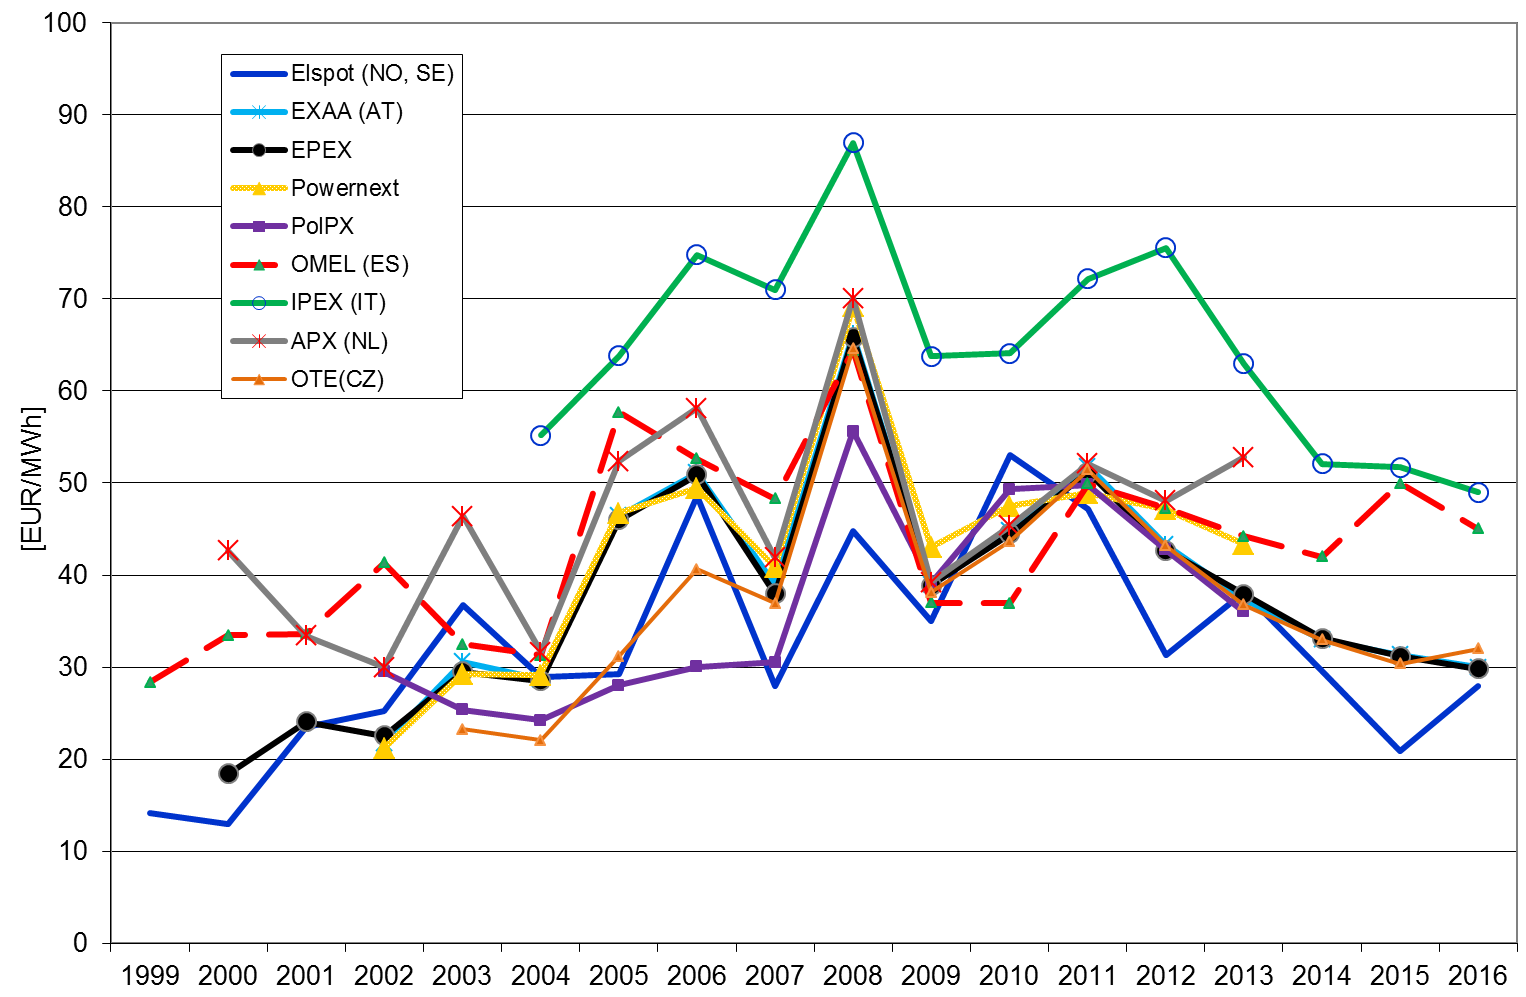 100
90
80
70
60
50
40
30
20
10
0
[EUR/MWh]
Elspot (NO, SE)
EXAA (AT)
EPEX
Powernext
PolPX
OMEL (ES)
IPEX (IT)
APX (NL)
OTE(CZ)
1999 2000 2001 2002 2003 2004 2005 2006 2007 2008 2009 2010 2011 2012 2013 2014 2015 2016